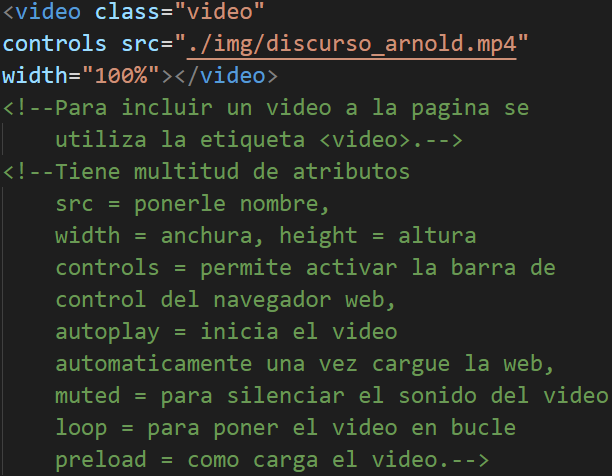 <video class="video"
controls src="./img/discurso_arnold.mp4"
width="100%"></video>
<!--Para incluir un video a la pagina se
utiliza la etiqueta <video>.-->
<!--Tiene multitud de atributos
src = ponerle nombre,
width = anchura, height = altura
controls = permite activar la barra de
control del navegador web,
autoplay = inicia el video
automaticamente una vez cargue la web,
muted = para silenciar el sonido del video
loop = para poner el video en bucle
preload = como carga el video.-->